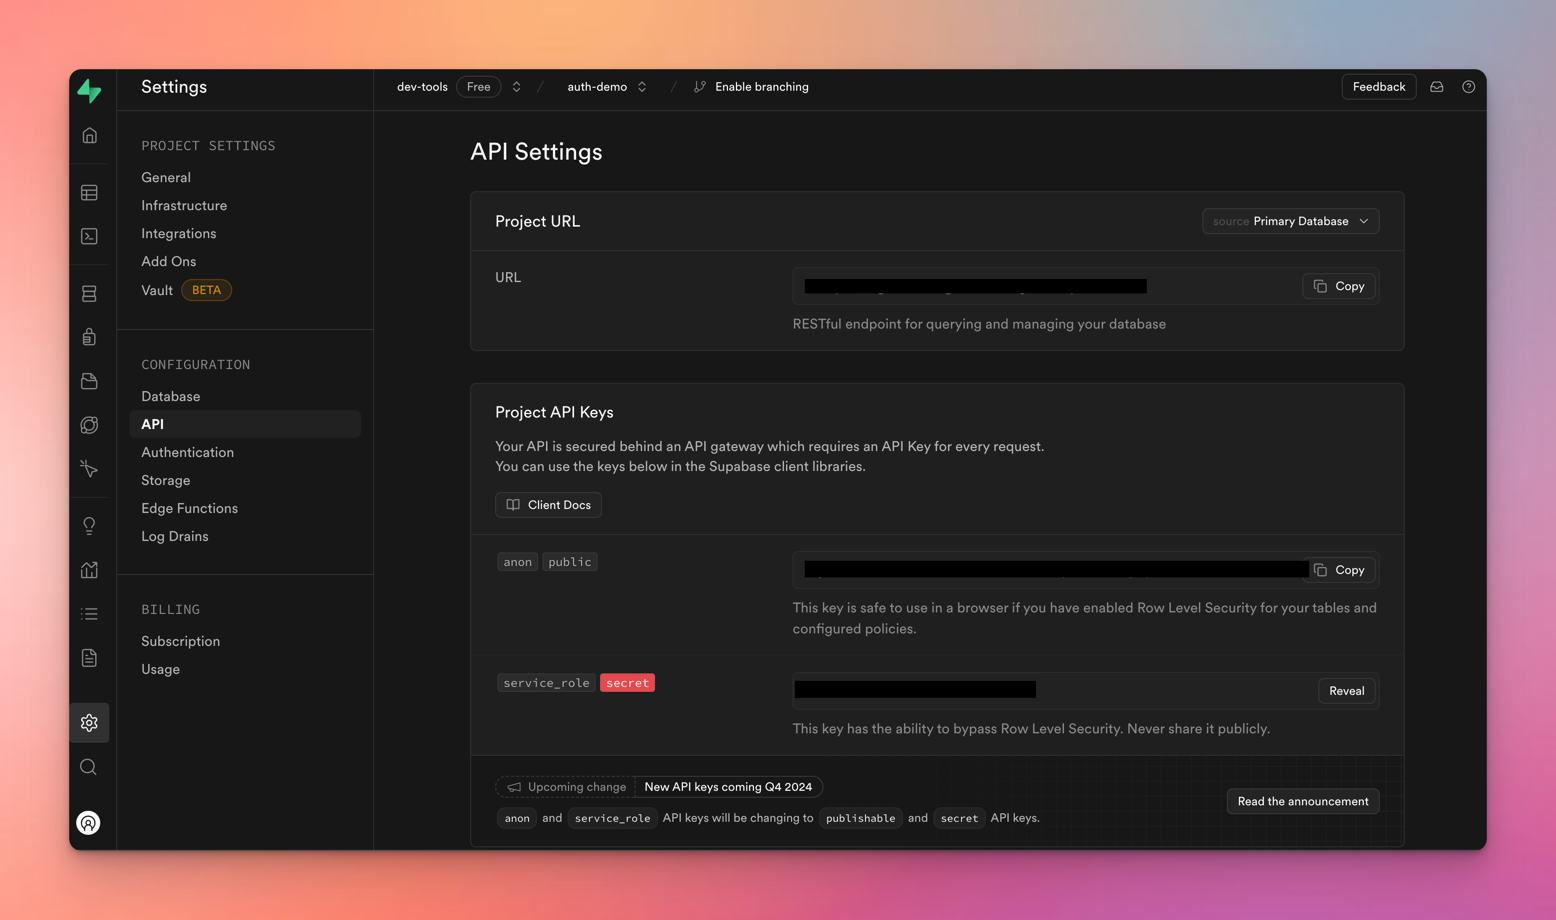 Settings
dev-tools Free / auth-demo / Enable branching
Feedback
PROJECT SETTINGS
General
Infrastructure
Integrations
Add Ons
Vault BETA
CONFIGURATION
Database
API
Authentication
Storage
Edge Functions
Log Drains
BILLING
Subscription
Usage
API Settings
Project URL
source Primary Database
URL
Copy
RESTful endpoint for querying and managing your database
Project API Keys
Your API is secured behind an API gateway which requires an API Key for every request.
You can use the keys below in the Supabase client libraries.
Client Docs
anon public
Copy
This key is safe to use in a browser if you have enabled Row Level Security for your tables and
configured policies.
service_role secret
Reveal
This key has the ability to bypass Row Level Security. Never share it publicly.
Upcoming change New API keys coming Q4 2024
anon and service_role API keys will be changing to publishable and secret API keys.
Read the announcement